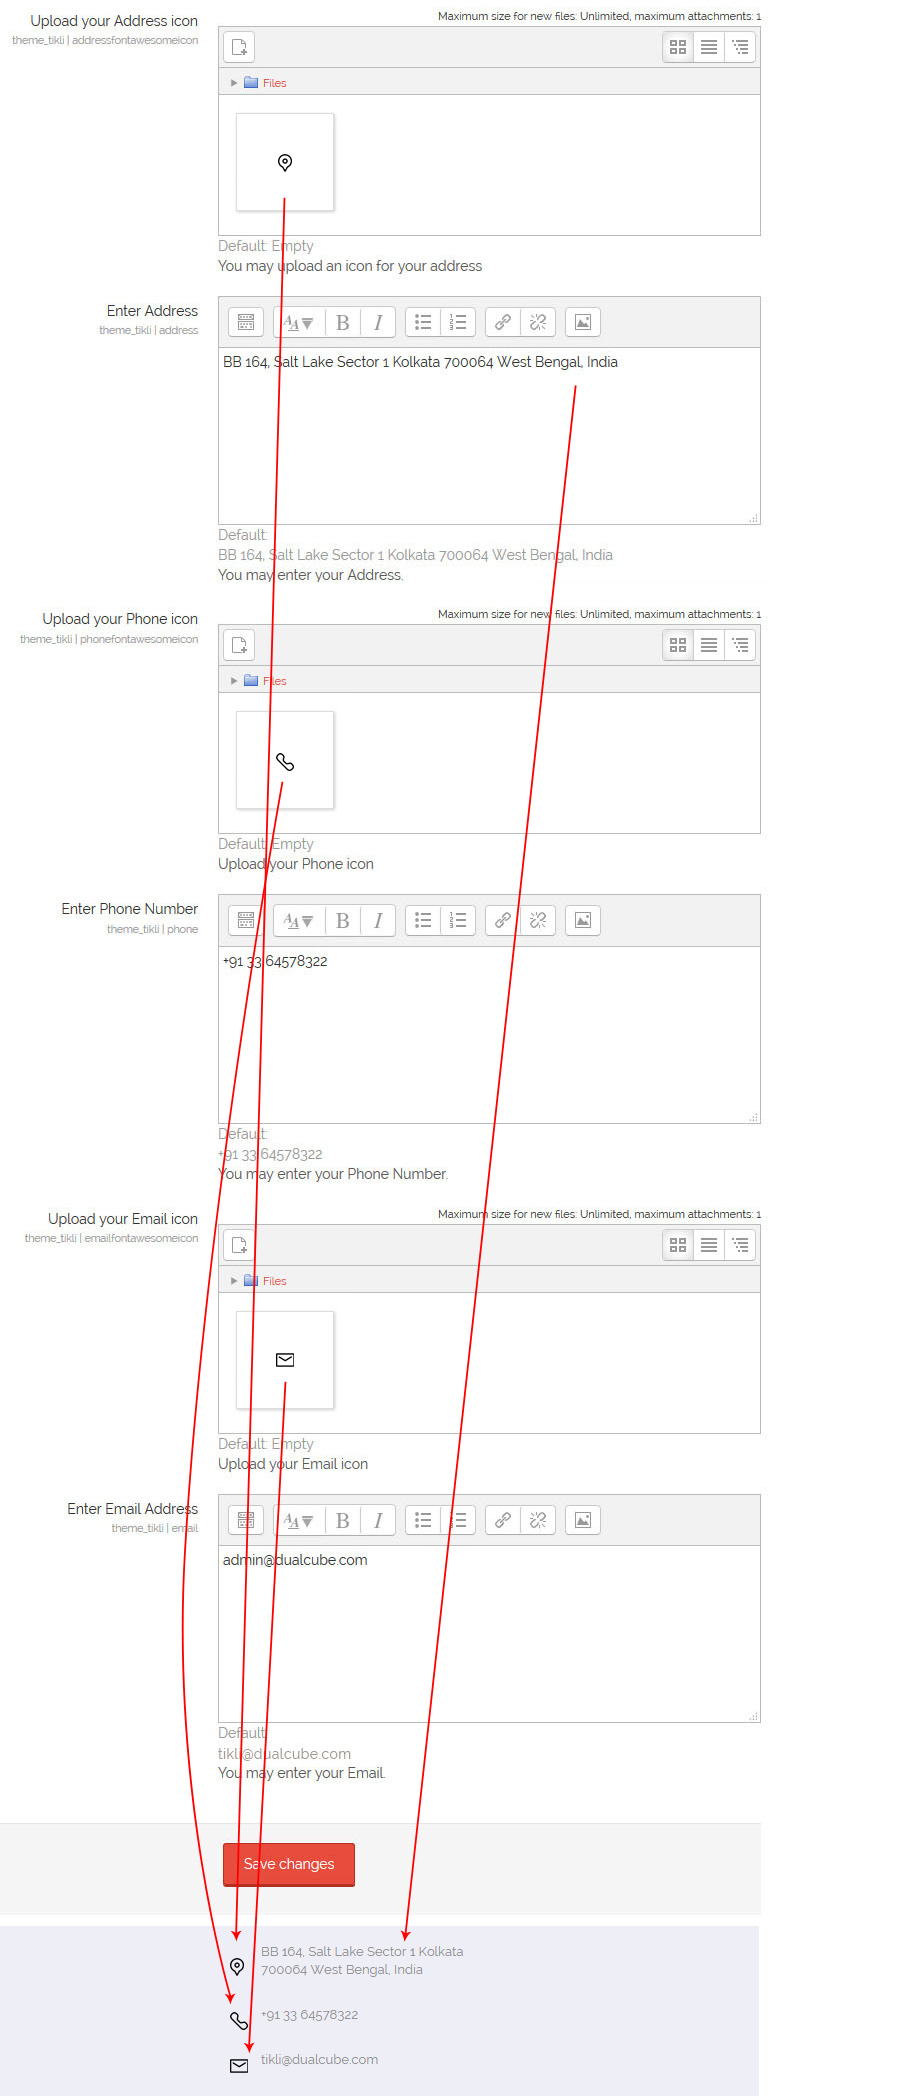 Upload your Address icon
Maximum size for new files: Unlimited, maximum attachments: 1
theme_tikli | addressfontawesomeicon
Files
Default: Empty
You may upload an icon for your address
Enter Address
theme_tikli | address
B I
BB 164, Salt Lake Sector 1 Kolkata 700064 West Bengal, India
Default:
BB 164, Salt Lake Sector 1 Kolkata 700064 West Bengal, India
You may enter your Address.
Upload your Phone icon
Maximum size for new files: Unlimited, maximum attachments: 1
theme_tikli | phonefontawesomeicon
Files
Default: Empty
Upload your Phone icon
Enter Phone Number
theme_tikli | phone
B I
+91 33 64578322
Default:
+91 33 64578322
You may enter your Phone Number.
Upload your Email icon
Maximum size for new files: Unlimited, maximum attachments: 1
theme_tikli | emailfontawesomeicon
Files
Default: Empty
Upload your Email icon
Enter Email Address
theme_tikli | email
B I
admin@dualcube.com
Default:
tikli@dualcube.com
You may enter your Email.
Save changes
BB 164, Salt Lake Sector 1 Kolkata
700064 West Bengal, India
+91 33 64578322
tikli@dualcube.com